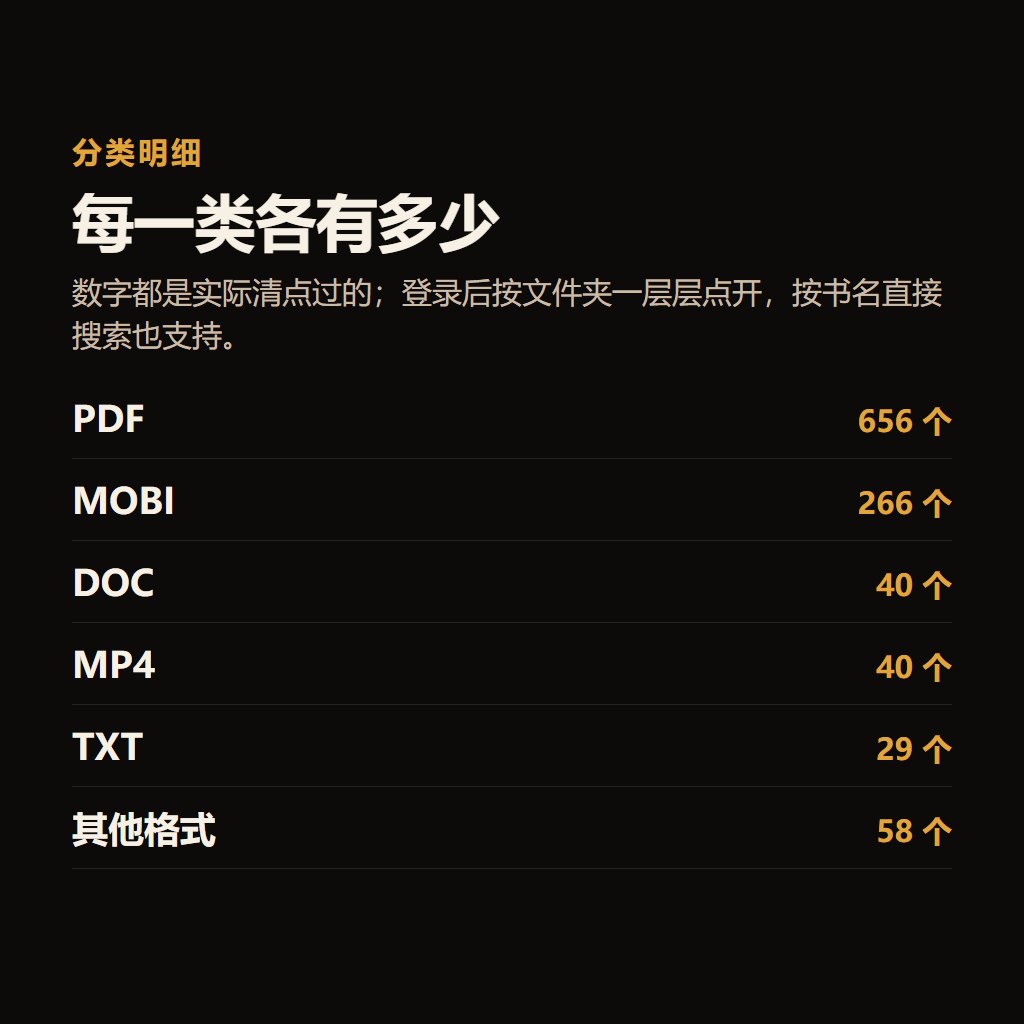 分类明细
每一类各有多少
数字都是实际清点过的；登录后按文件夹一层层点开，按书名直接
搜索也支持。
PDF 656 个
MOBI 266 个
DOC 40 个
MP4 40 个
TXT 29 个
其他格式 58 个